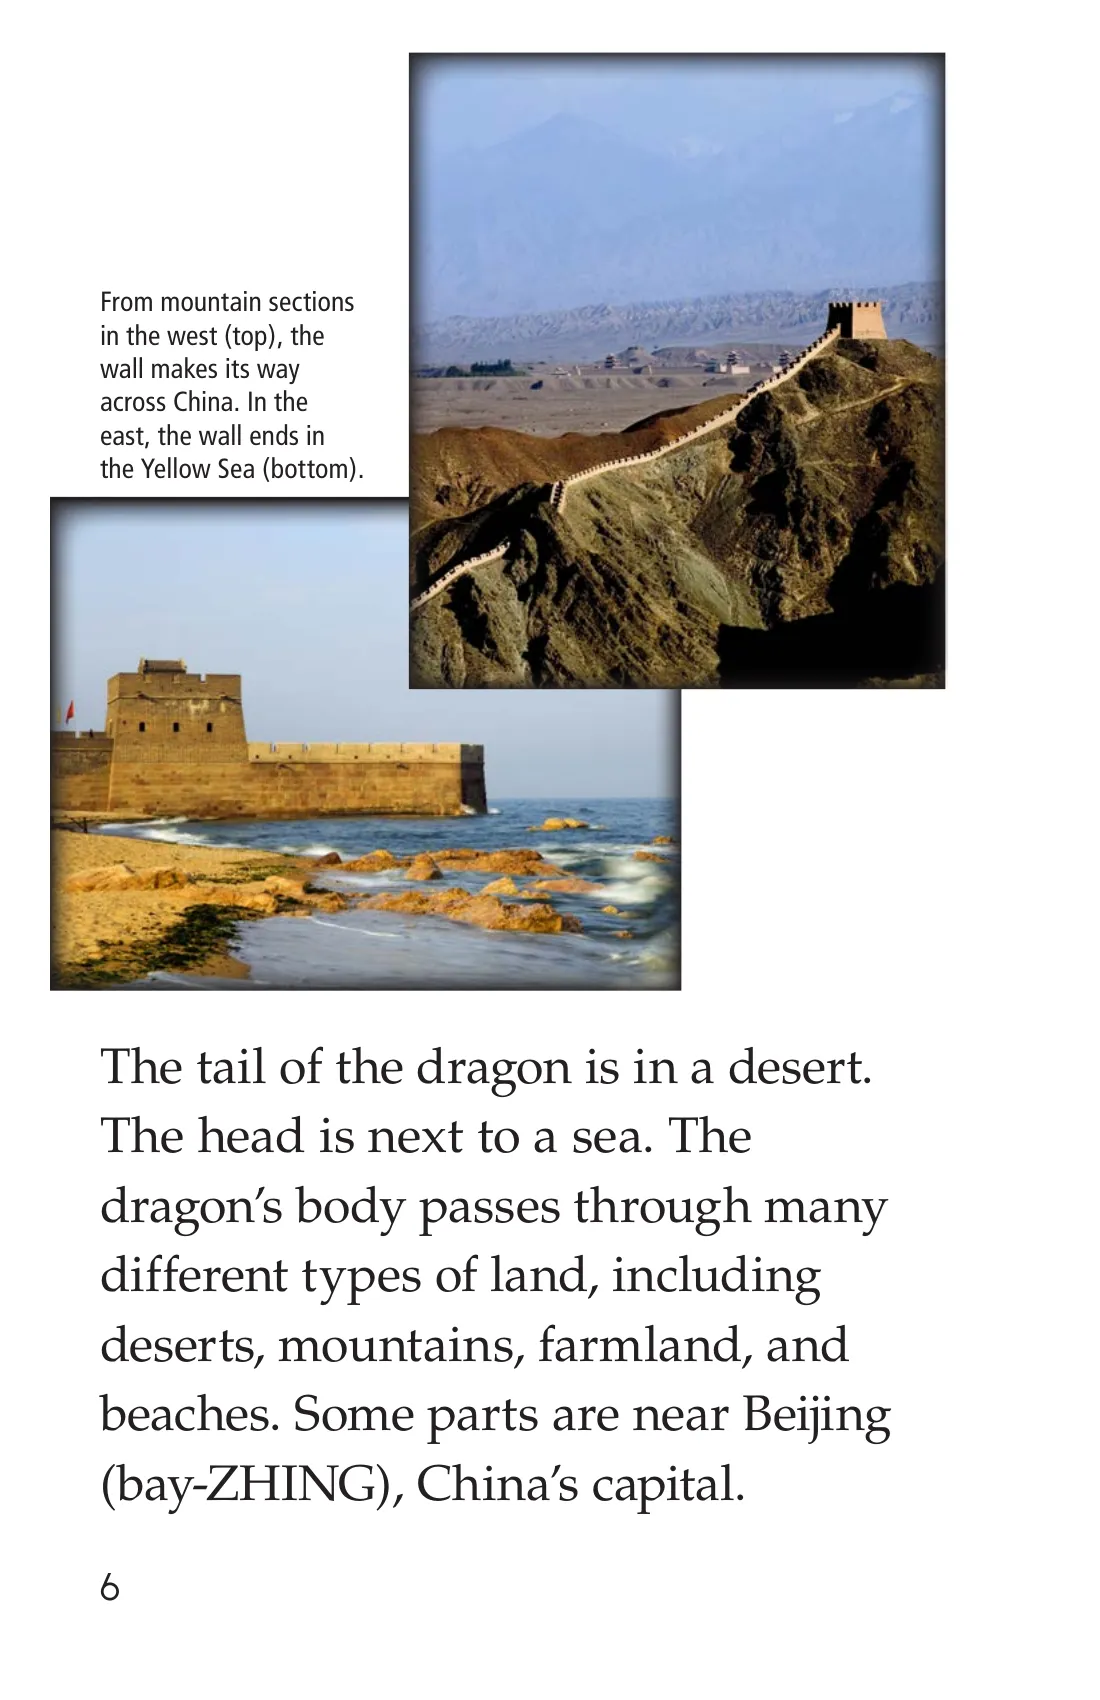 From mountain sections
in the west (top), the
wall makes its way
across China. In the
east, the wall ends in
the Yellow Sea (bottom).
The tail of the dragon is in a desert.
The head is next to a sea. The
dragon’s body passes through many
different types of land, including
deserts, mountains, farmland, and
beaches. Some parts are near Beijing
(bay-ZHING), China’s capital.
6